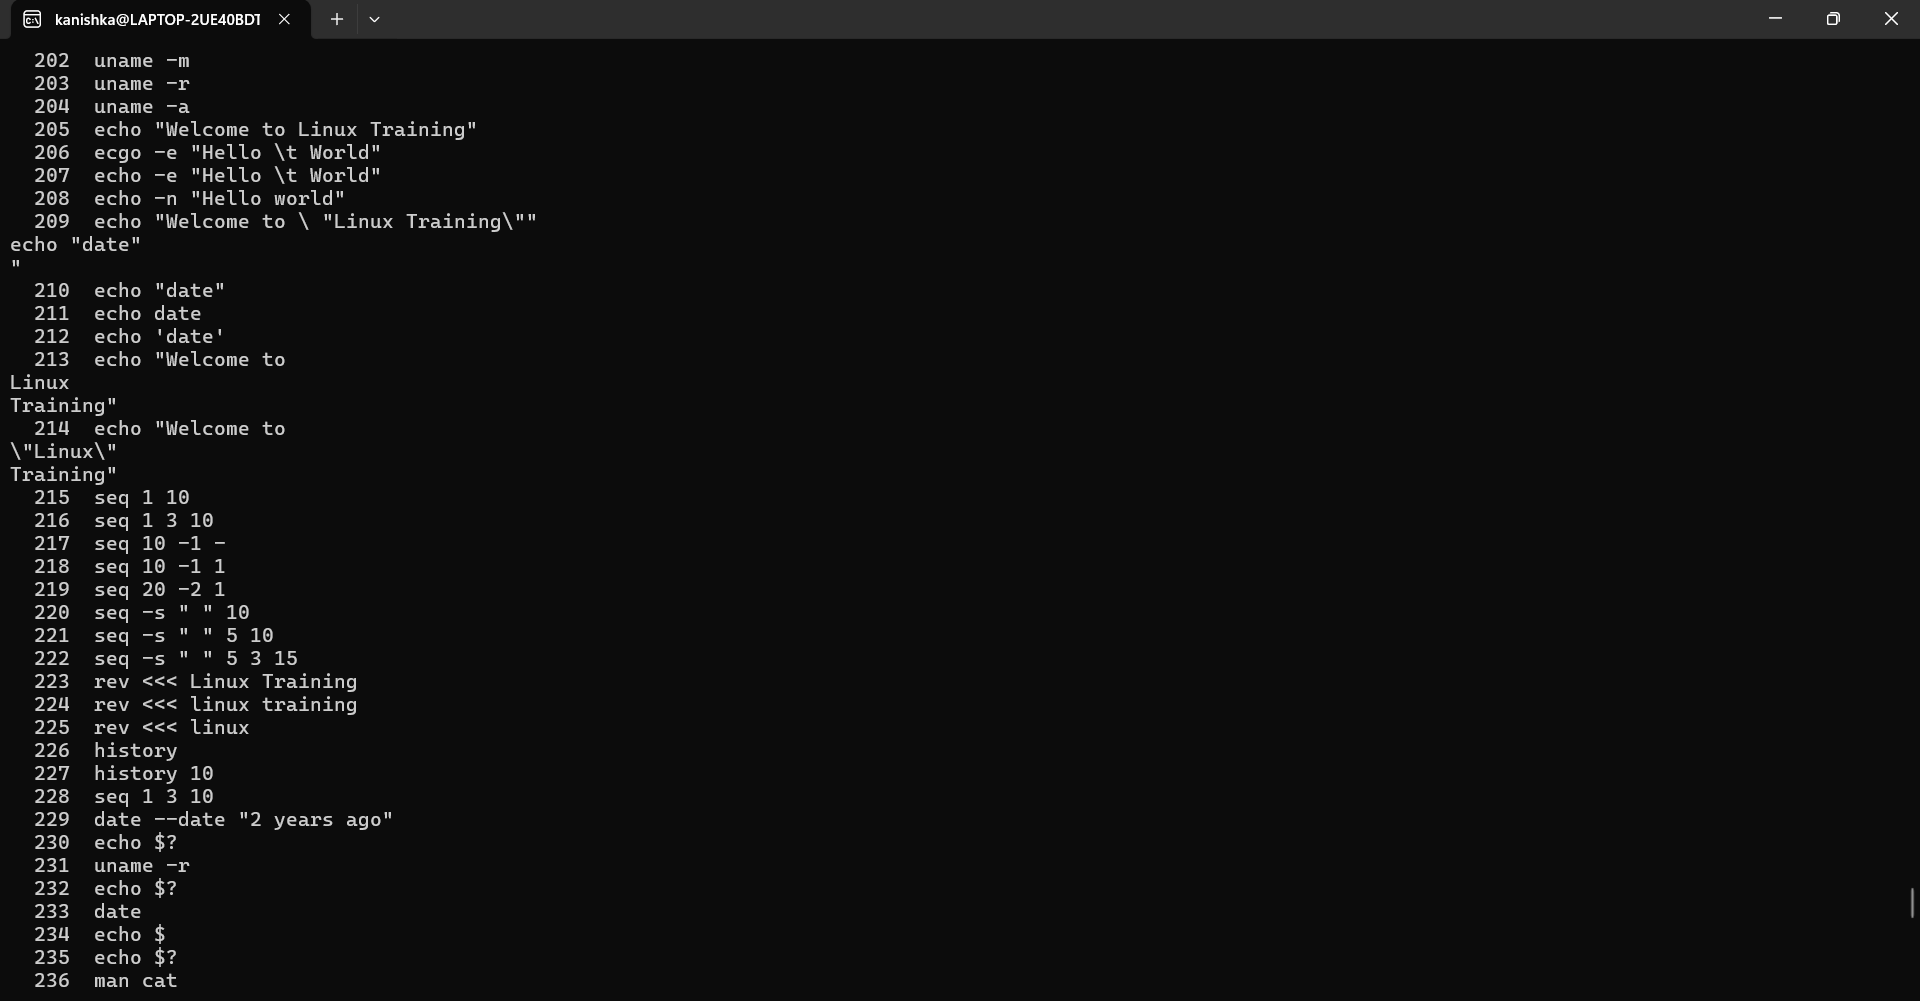 kanishka@LAPTOP-2UE40BDT
  202  uname -m
  203  uname -r
  204  uname -a
  205  echo "Welcome to Linux Training"
  206  ecgo -e "Hello \t World"
  207  echo -e "Hello \t World"
  208  echo -n "Hello world"
  209  echo "Welcome to \ "Linux Training\""
echo "date"
"
  210  echo "date"
  211  echo date
  212  echo 'date'
  213  echo "Welcome to
Linux
Training"
  214  echo "Welcome to
\"Linux\"
Training"
  215  seq 1 10
  216  seq 1 3 10
  217  seq 10 -1 -
  218  seq 10 -1 1
  219  seq 20 -2 1
  220  seq -s " " 10
  221  seq -s " " 5 10
  222  seq -s " " 5 3 15
  223  rev <<< Linux Training
  224  rev <<< linux training
  225  rev <<< linux
  226  history
  227  history 10
  228  seq 1 3 10
  229  date --date "2 years ago"
  230  echo $?
  231  uname -r
  232  echo $?
  233  date
  234  echo $
  235  echo $?
  236  man cat